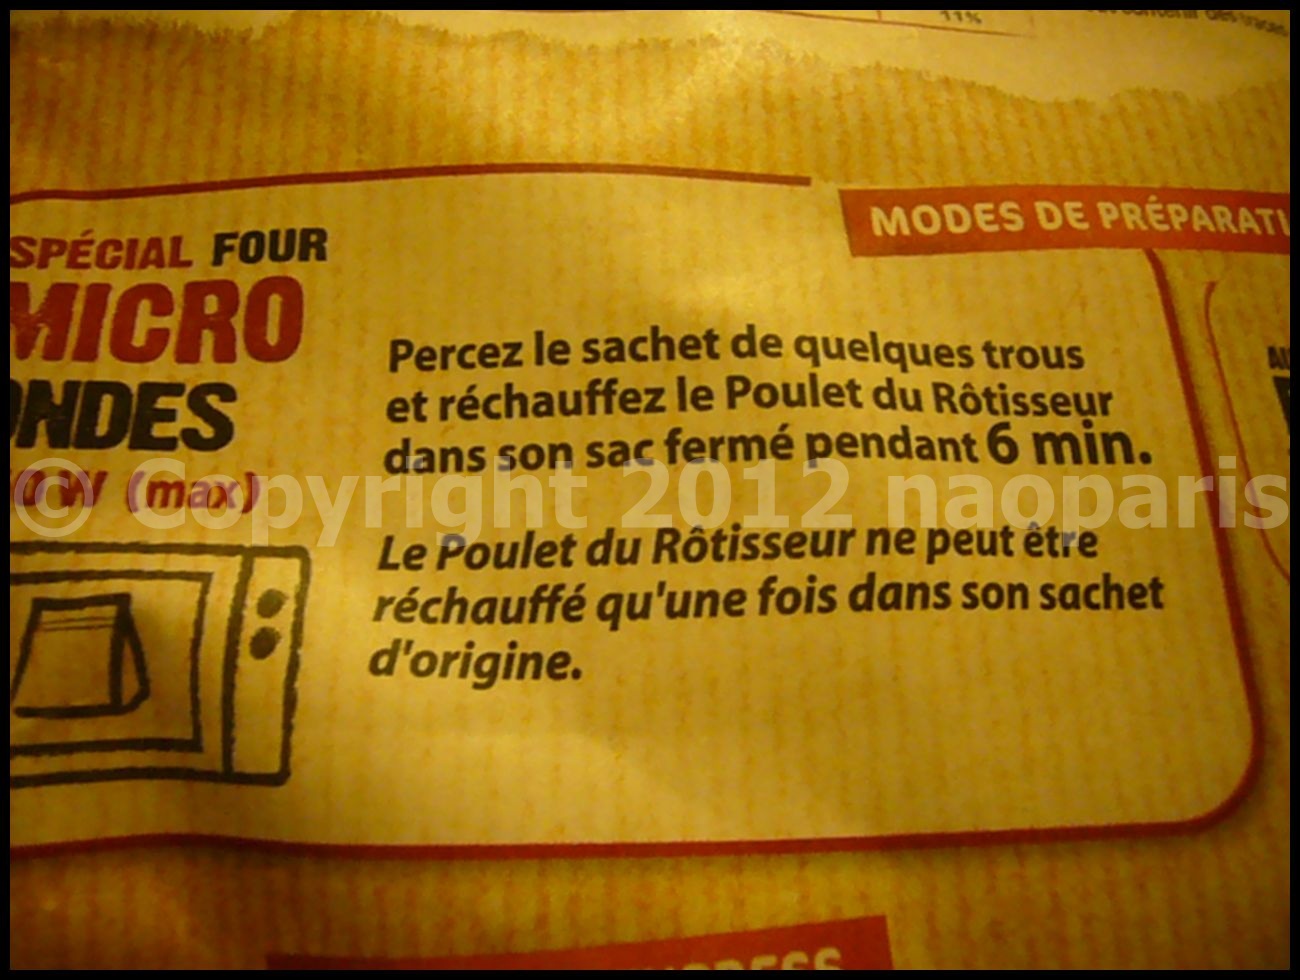 11%
MODES DE PRÉPARATI
SPÉCIAL FOUR
MICRO
ONDES
0W (max)
Percez le sachet de quelques trous
et réchauffez le Poulet du Rôtisseur
dans son sac fermé pendant 6 min.
Le Poulet du Rôtisseur ne peut être
réchauffé qu'une fois dans son sachet
d'origine.
© Copyright 2012 naoparis